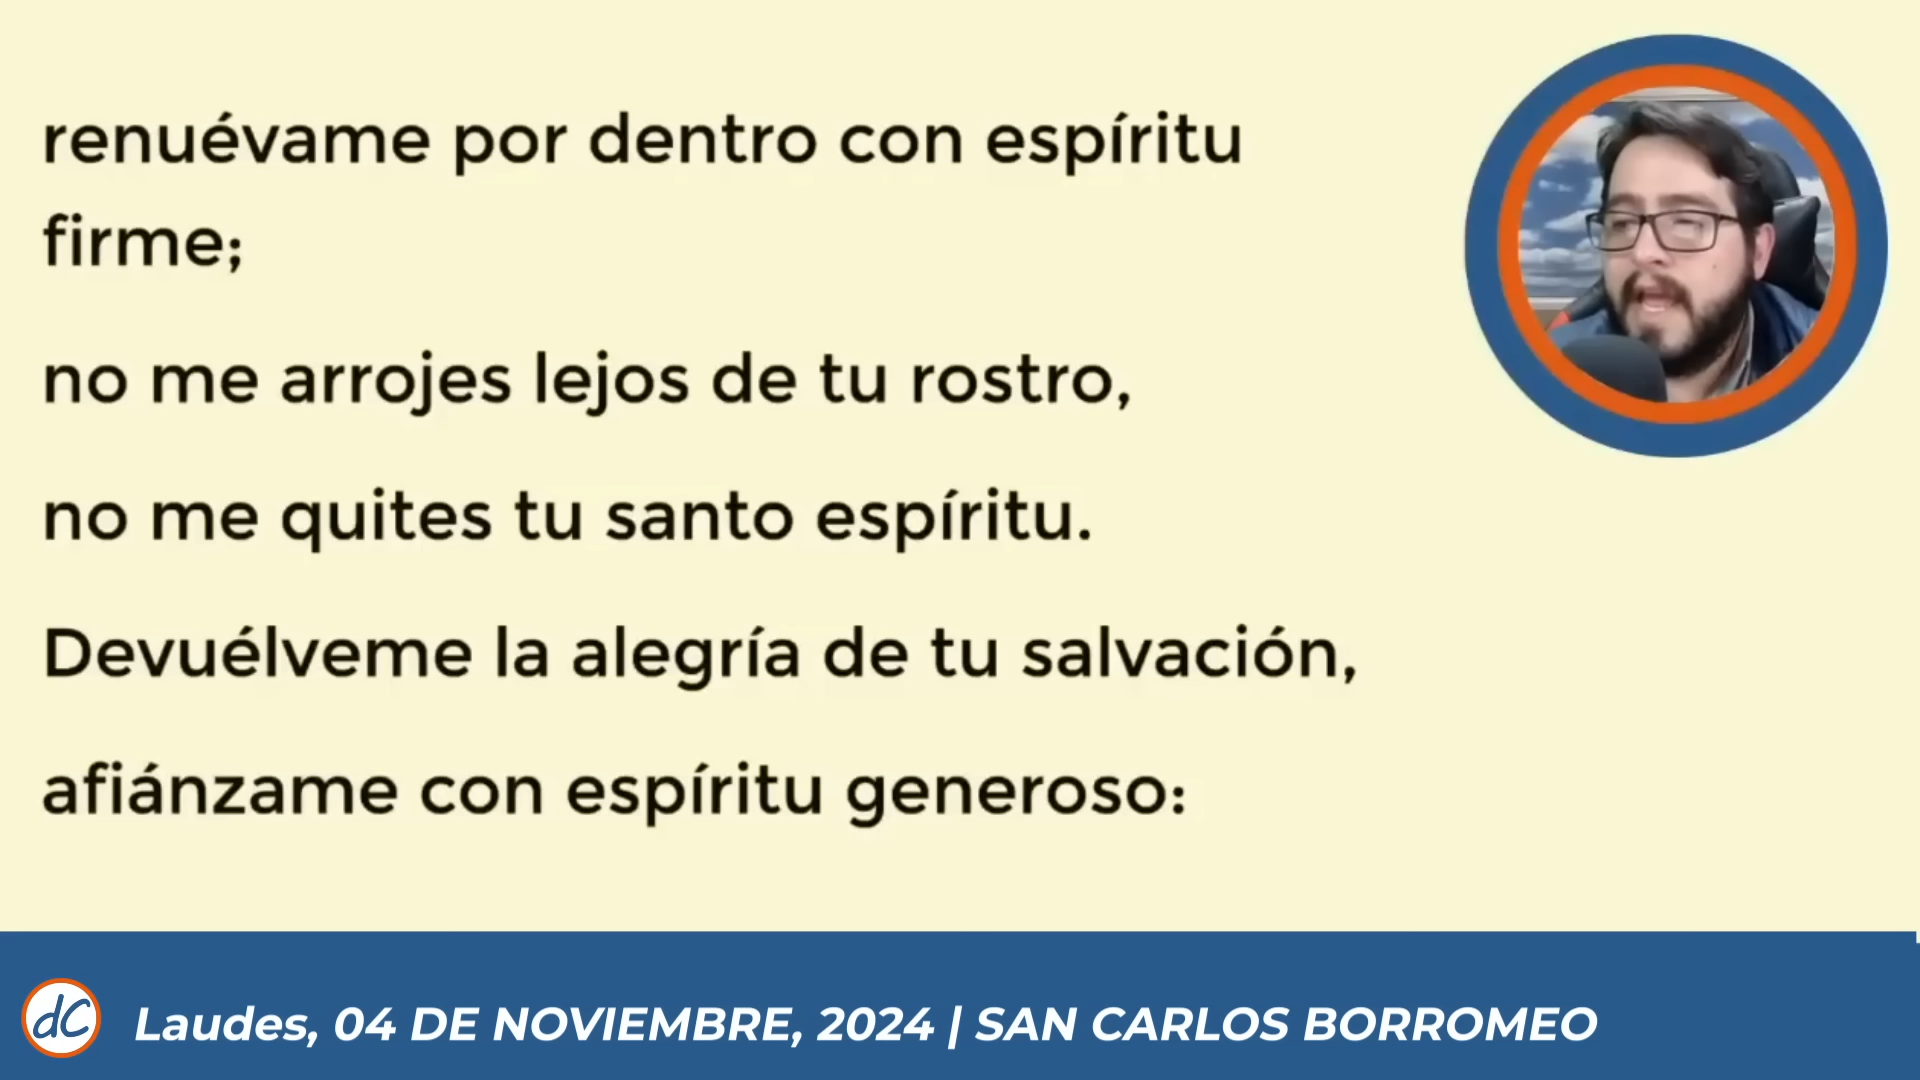 renuévame por dentro con espíritu
firme;
no me arrojes lejos de tu rostro,
no me quites tu santo espíritu.
Devuélveme la alegría de tu salvación,
afiánzame con espíritu generoso:
dC
Laudes, 04 DE NOVIEMBRE, 2024 | SAN CARLOS BORROMEO